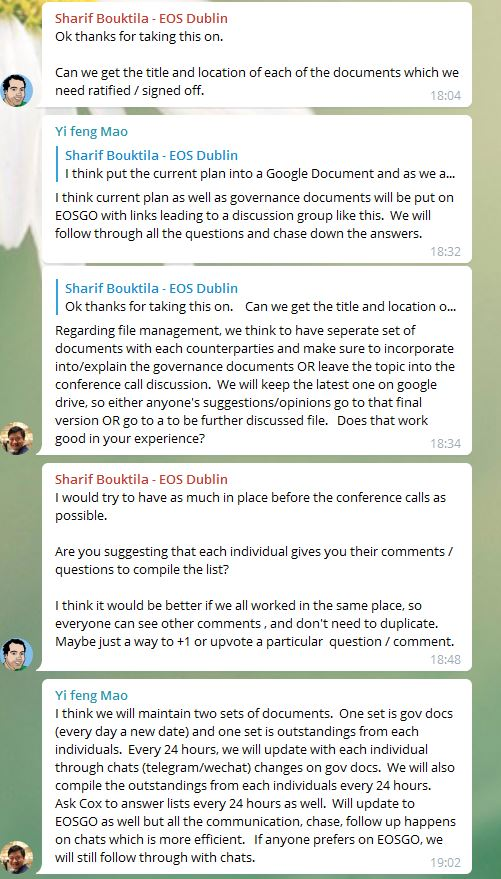 Sharif Bouktila - EOS Dublin
Ok thanks for taking this on.
Can we get the title and location of each of the documents which we
need ratified / signed off.
18:04
Yi feng Mao
Sharif Bouktila - EOS Dublin
I think put the current plan into a Google Document and as we a...
I think current plan as well as governance documents will be put on
EOSGO with links leading to a discussion group like this.  We will
follow through all the questions and chase down the answers.
18:32
Sharif Bouktila - EOS Dublin
Ok thanks for taking this on.    Can we get the title and location o...
Regarding file management, we think to have seperate set of
documents with each counterparties and make sure to incorporate
into/explain the governance documents OR leave the topic into the
conference call discussion.  We will keep the latest one on google
drive, so either anyone's suggestions/opinions go to that final
version OR go to a to be further discussed file.   Does that work
good in your experience?
18:34
Sharif Bouktila - EOS Dublin
I would try to have as much in place before the conference calls as
possible.
Are you suggesting that each individual gives you their comments /
questions to compile the list?
I think it would be better if we all worked in the same place, so
everyone can see other comments , and don't need to duplicate.
Maybe just a way to +1 or upvote a particular  question / comment.
18:48
Yi feng Mao
I think we will maintain two sets of documents.  One set is gov docs
(every day a new date) and one set is outstandings from each
individuals.  Every 24 hours, we will update with each individual
through chats (telegram/wechat) changes on gov docs.  We will also
compile the outstandings from each individuals every 24 hours.
Ask Cox to answer lists every 24 hours as well.  Will update to
EOSGO as well but all the communication, chase, follow up happens
on chats which is more efficient.   If anyone prefers on EOSGO, we
will still follow through with chats.
19:02